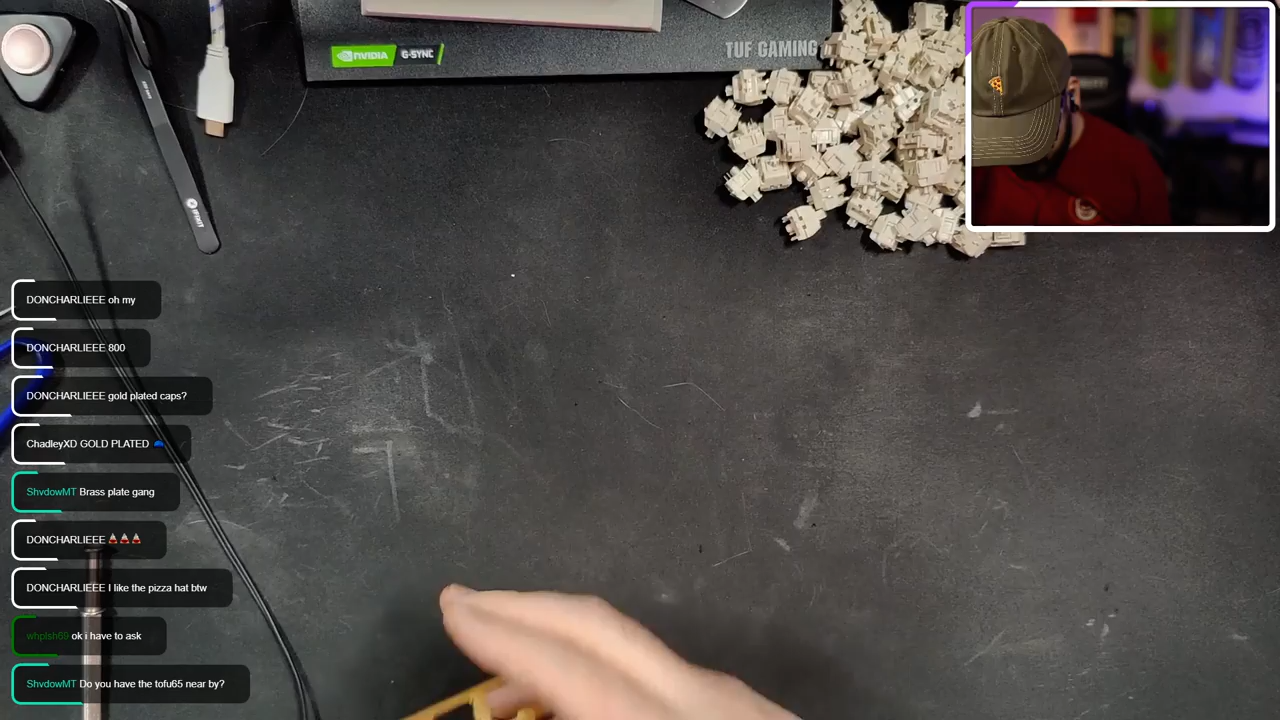 NVIDIA G-SYNC
TUF GAMING
IFIXIT
DONCHARLIEEE oh my
DONCHARLIEEE 800
DONCHARLIEEE gold plated caps?
ChadleyXD GOLD PLATED
ShvdowMT Brass plate gang
DONCHARLIEEE
DONCHARLIEEE I like the pizza hat btw
whplsh69 ok i have to ask
ShvdowMT Do you have the tofu65 near by?